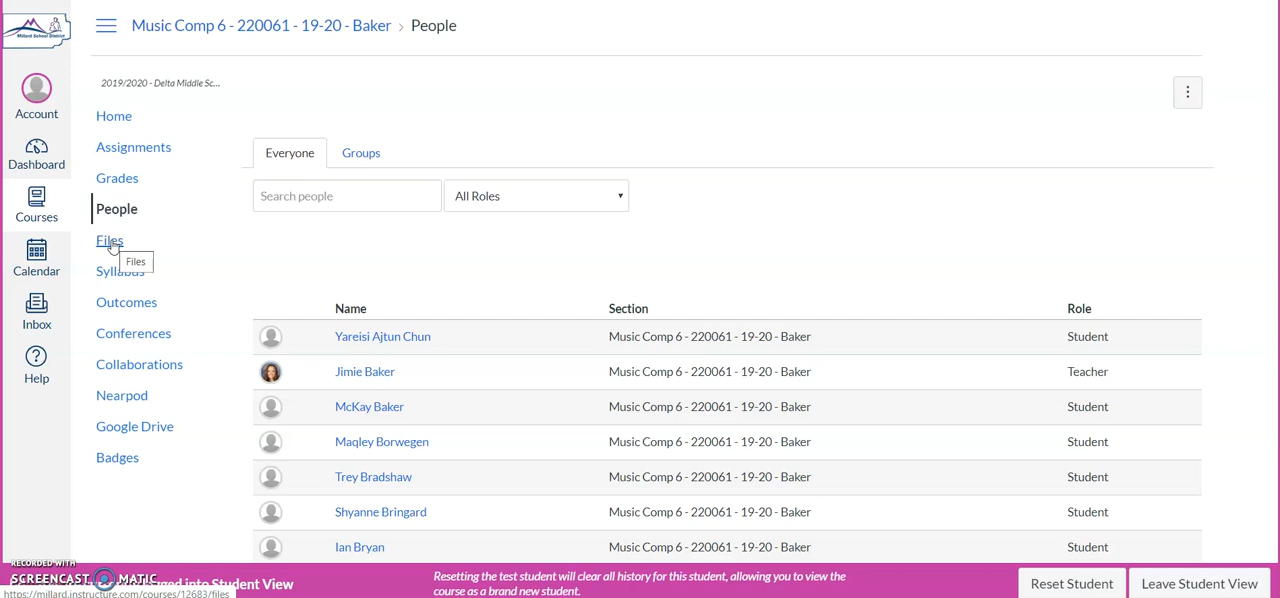 Millard School District
Music Comp 6 - 220061 - 19-20 - Baker › People
2019/2020 - Delta Middle Sc...
Account
Dashboard
Courses
Calendar
Inbox
Help
Home
Assignments
Grades
People
Files
Files
Syllabus
Outcomes
Conferences
Collaborations
Nearpod
Google Drive
Badges
Everyone Groups
Search people All Roles
Name Section Role
Yareisi Ajtun Chun Music Comp 6 - 220061 - 19-20 - Baker Student
Jimie Baker Music Comp 6 - 220061 - 19-20 - Baker Teacher
McKay Baker Music Comp 6 - 220061 - 19-20 - Baker Student
Maqley Borwegen Music Comp 6 - 220061 - 19-20 - Baker Student
Trey Bradshaw Music Comp 6 - 220061 - 19-20 - Baker Student
Shyanne Bringard Music Comp 6 - 220061 - 19-20 - Baker Student
Ian Bryan Music Comp 6 - 220061 - 19-20 - Baker Student
RECORDED WITH
SCREENCAST MATIC
into Student View
Resetting the test student will clear all history for this student, allowing you to view the
course as a brand new student.
Reset Student Leave Student View
https://millard.instructure.com/courses/12683/files